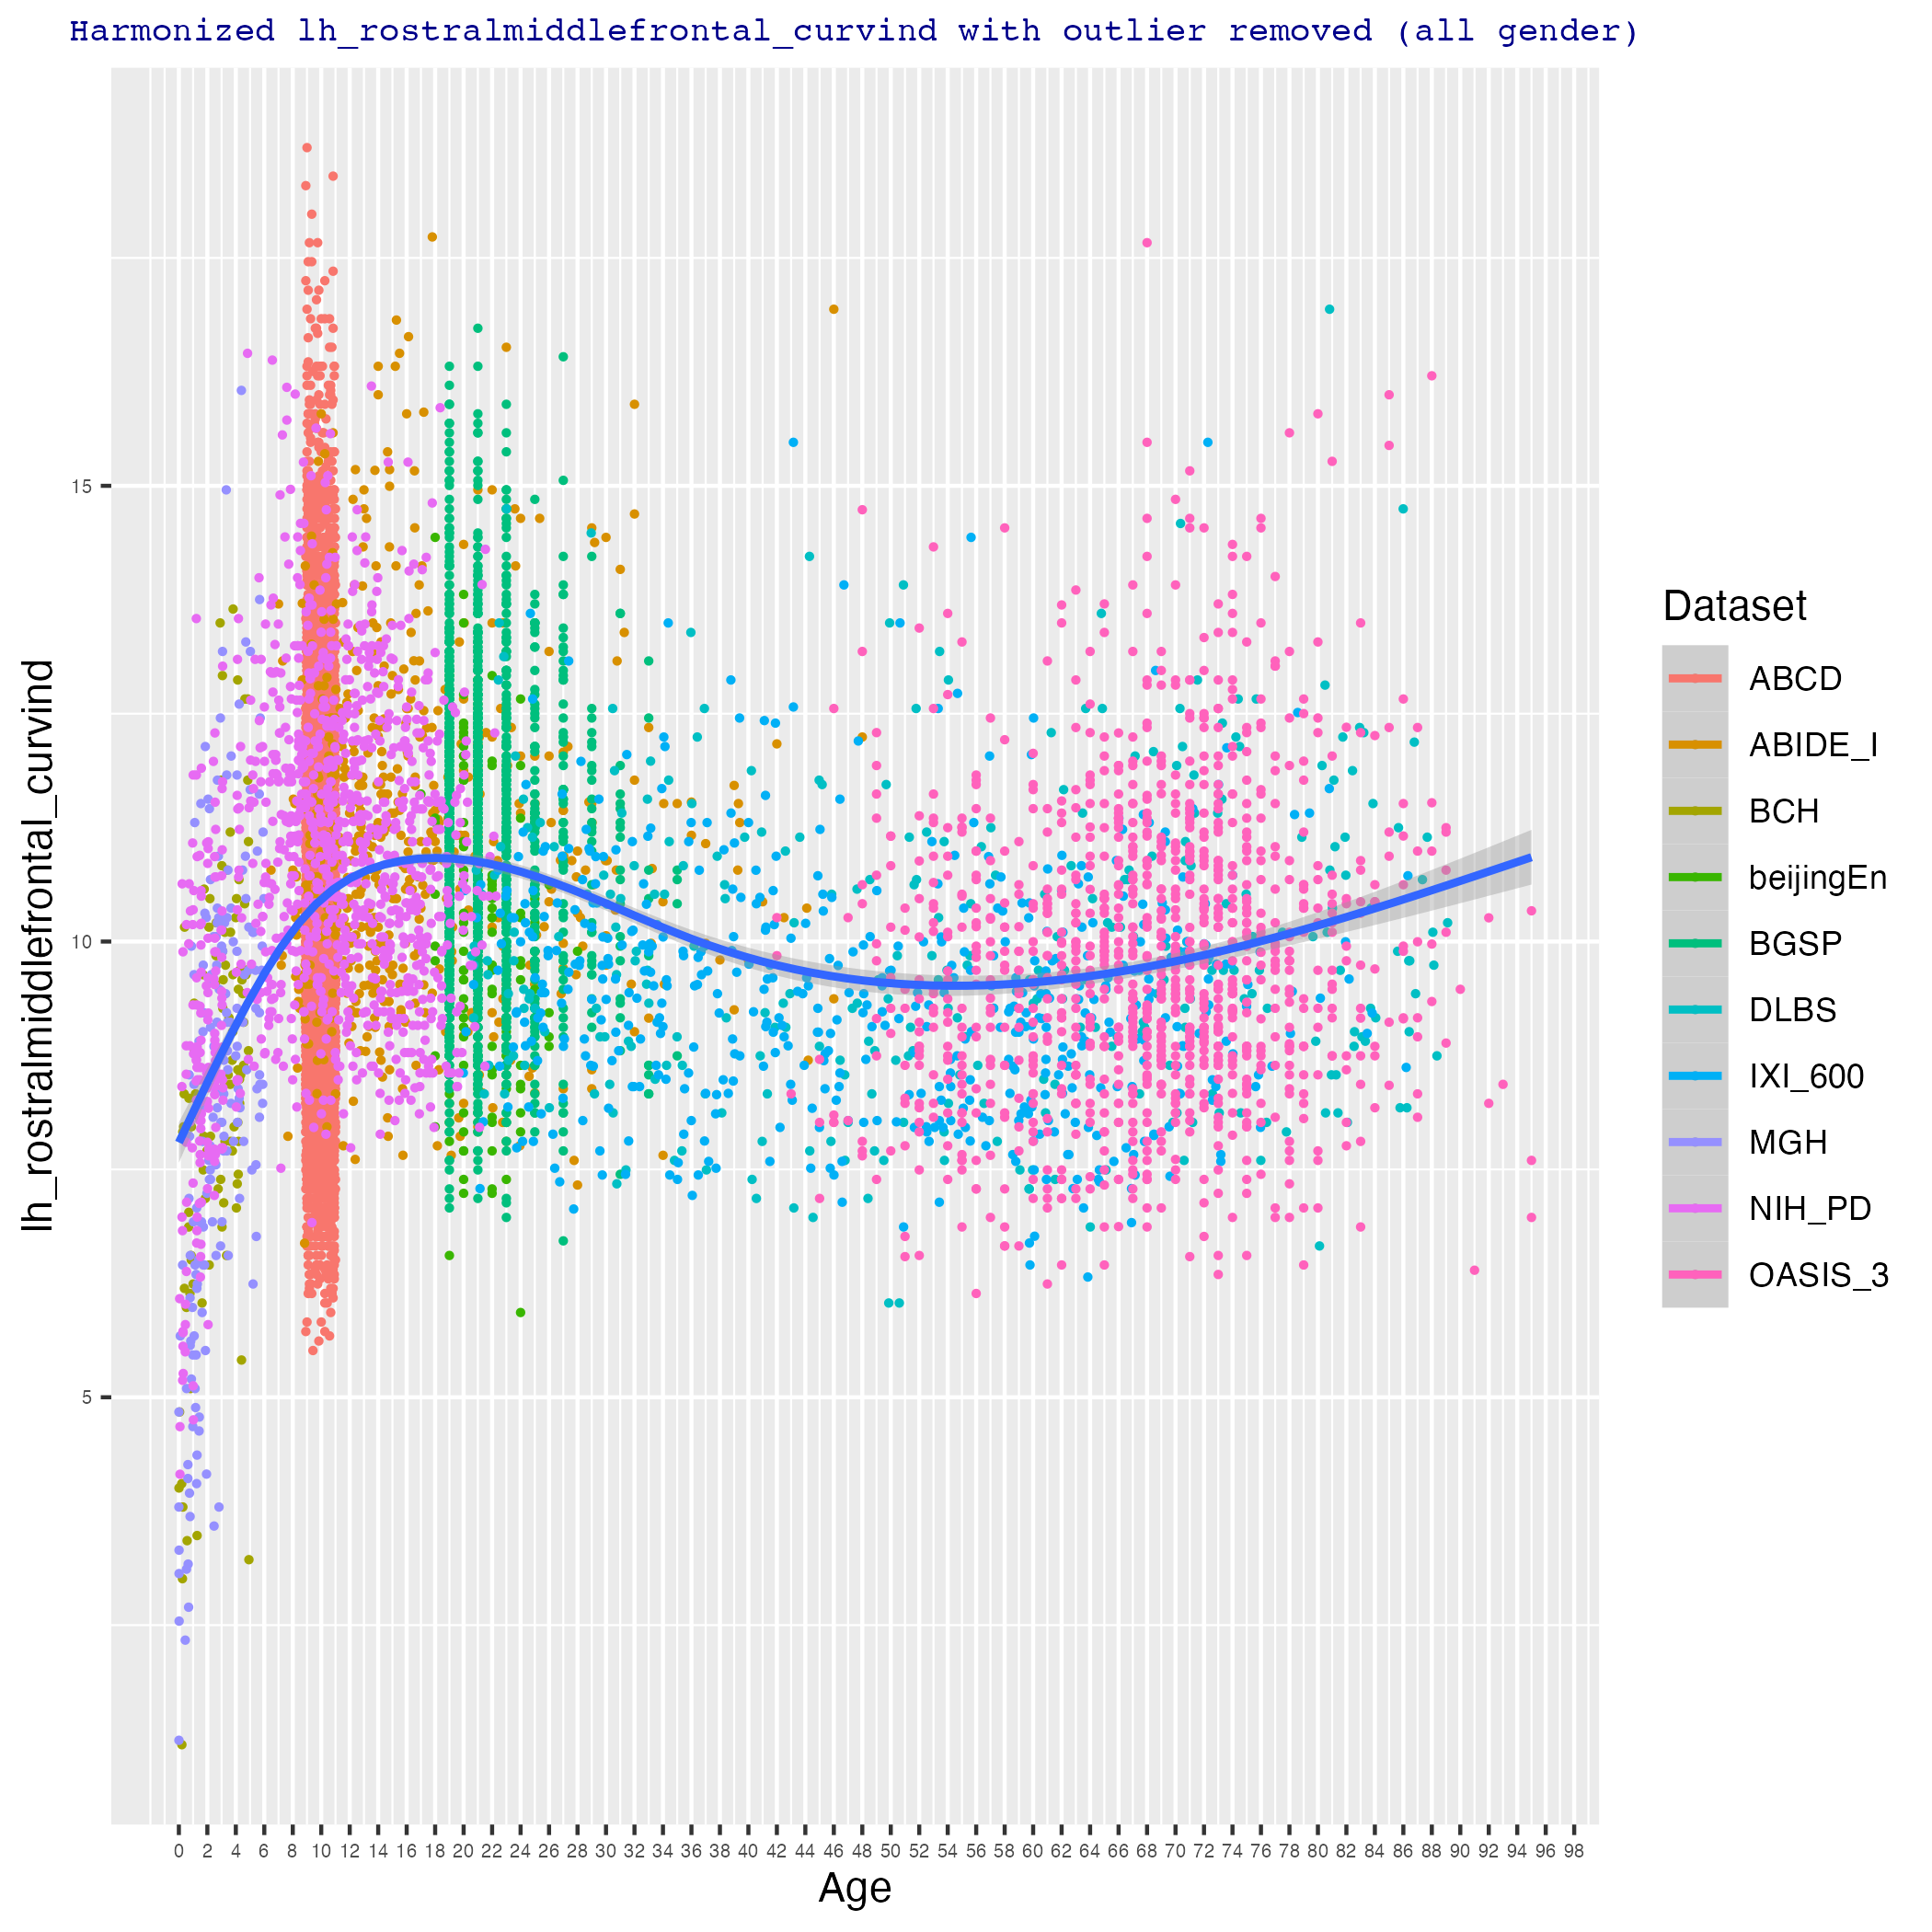 Harmonized lh_rostralmiddlefrontal_curvind with outlier removed (all gender)
lh_rostralmiddlefrontal_curvind
15
10
5
0 2 4 6 8 10 12 14 16 18 20 22 24 26 28 30 32 34 36 38 40 42 44 46 48 50 52 54 56 58 60 62 64 66 68 70 72 74 76 78 80 82 84 86 88 90 92 94 96 98
Age
Dataset
ABCD
ABIDE_I
BCH
beijingEn
BGSP
DLBS
IXI_600
MGH
NIH_PD
OASIS_3